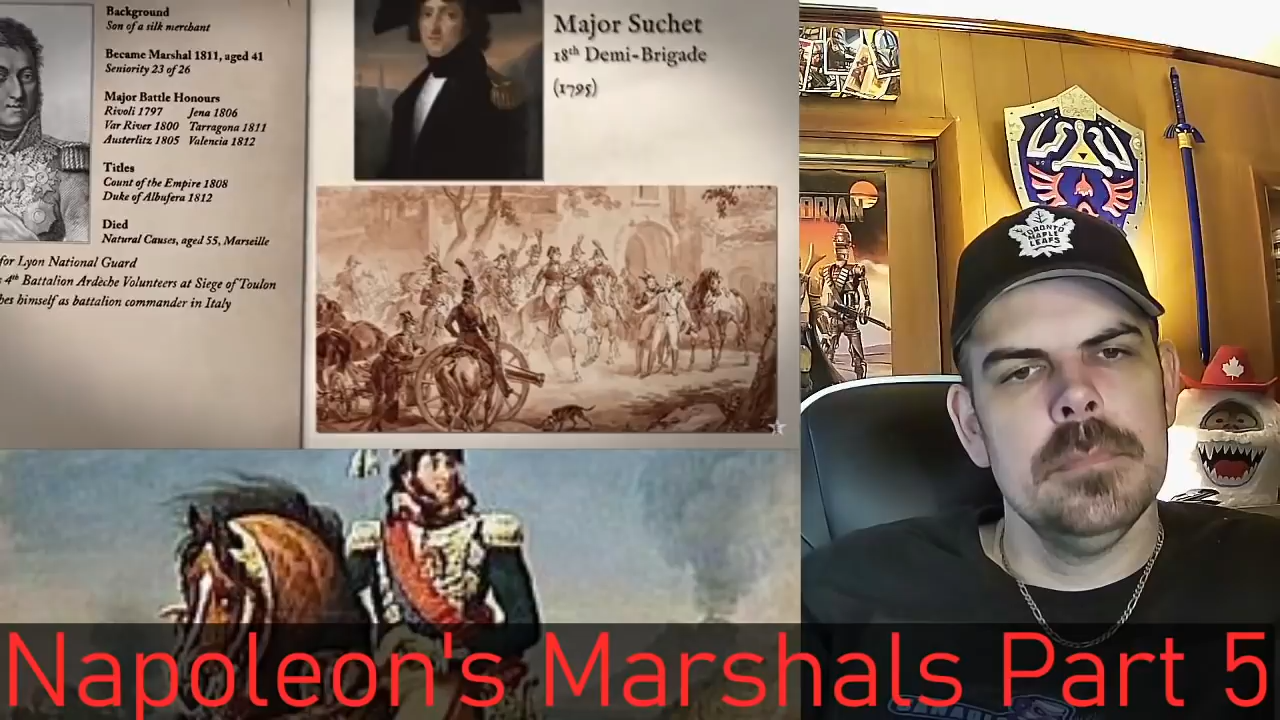 Background
Son of a silk merchant
Became Marshal 1811, aged 41
Seniority 23 of 26
Major Battle Honours
Rivoli 1797 Jena 1806
Var River 1800 Tarragona 1811
Austerlitz 1805 Valencia 1812
Titles
Count of the Empire 1808
Duke of Albufera 1812
Died
Natural Causes, aged 55, Marseille
for Lyon National Guard
4th Battalion Ardèche Volunteers at Siege of Toulon
himself as battalion commander in Italy
Major Suchet
18th Demi-Brigade
(1795)
ORIAN
TORONTO
MAPLE
LEAFS
Napoleon's Marshals Part 5